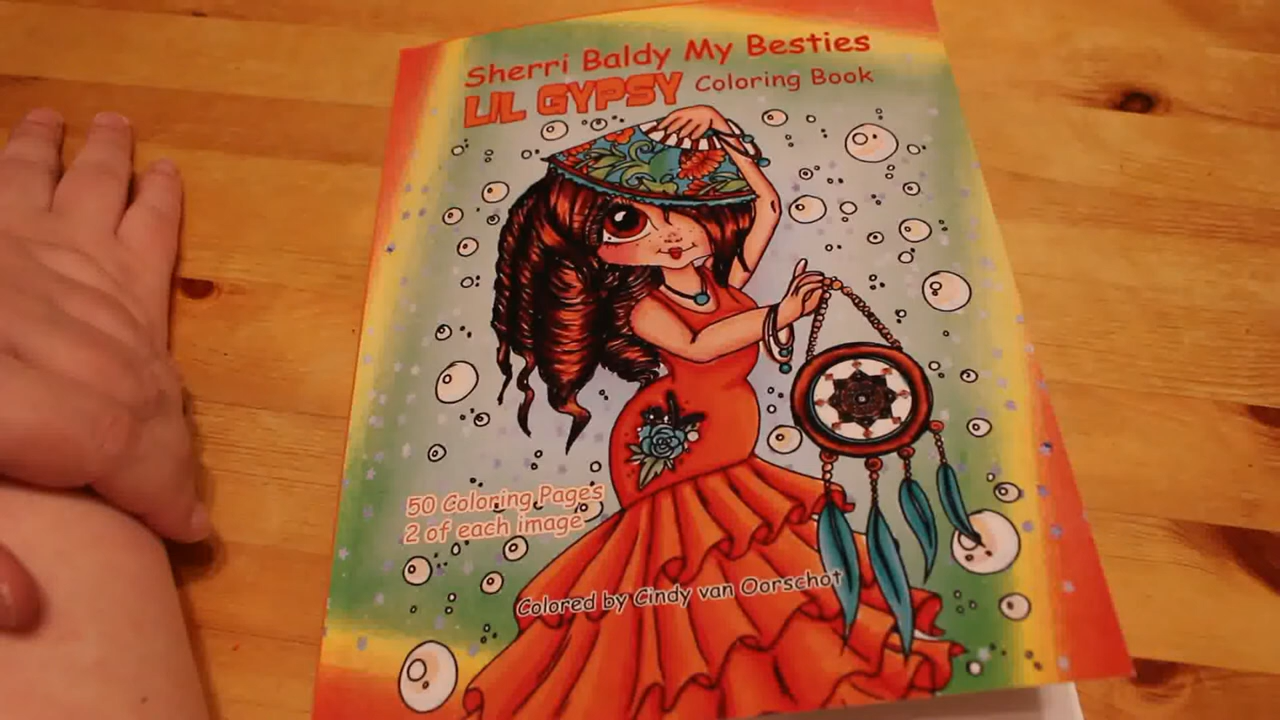 Sherri Baldy My Besties
LIL GYPSY Coloring Book
50 Coloring Pages
2 of each image
Colored by Cindy van Oorschot